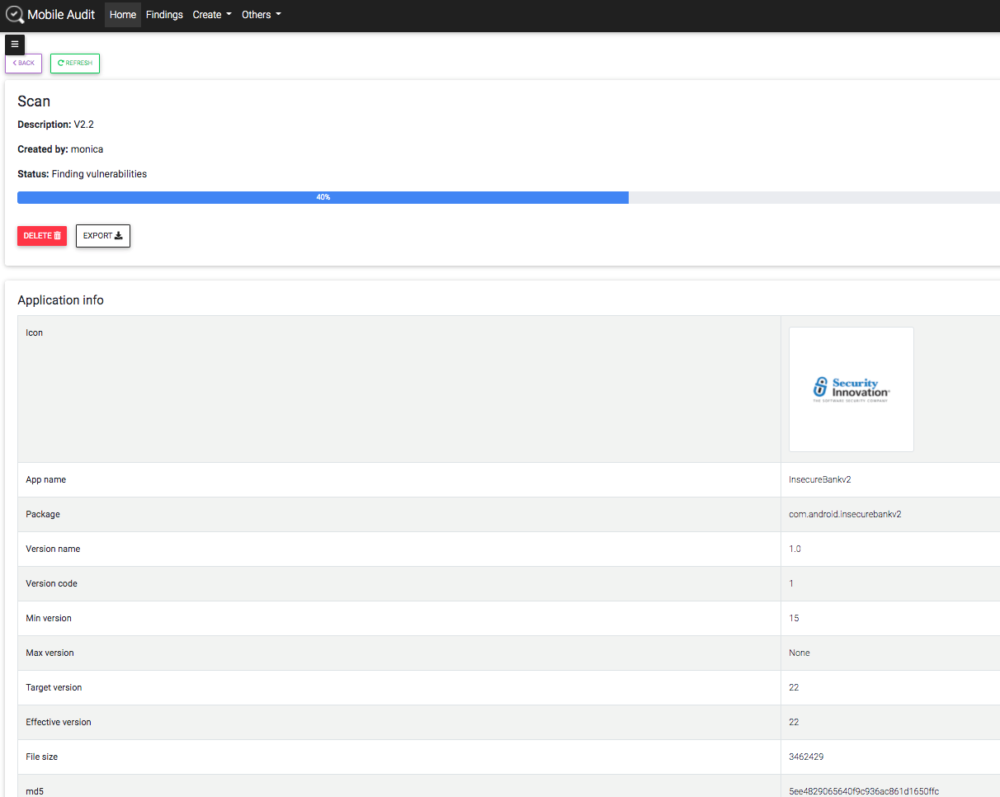 Mobile Audit Home Findings Create Others
BACK REFRESH
Scan
Description: V2.2
Created by: monica
Status: Finding vulnerabilities
40%
DELETE EXPORT
Application info
Icon
Security
Innovation
THE SOFTWARE SECURITY COMPANY
App name InsecureBankv2
Package com.android.insecurebankv2
Version name 1.0
Version code 1
Min version 15
Max version None
Target version 22
Effective version 22
File size 3462429
md5 5ee4829065640f9c936ac861d1650ffc